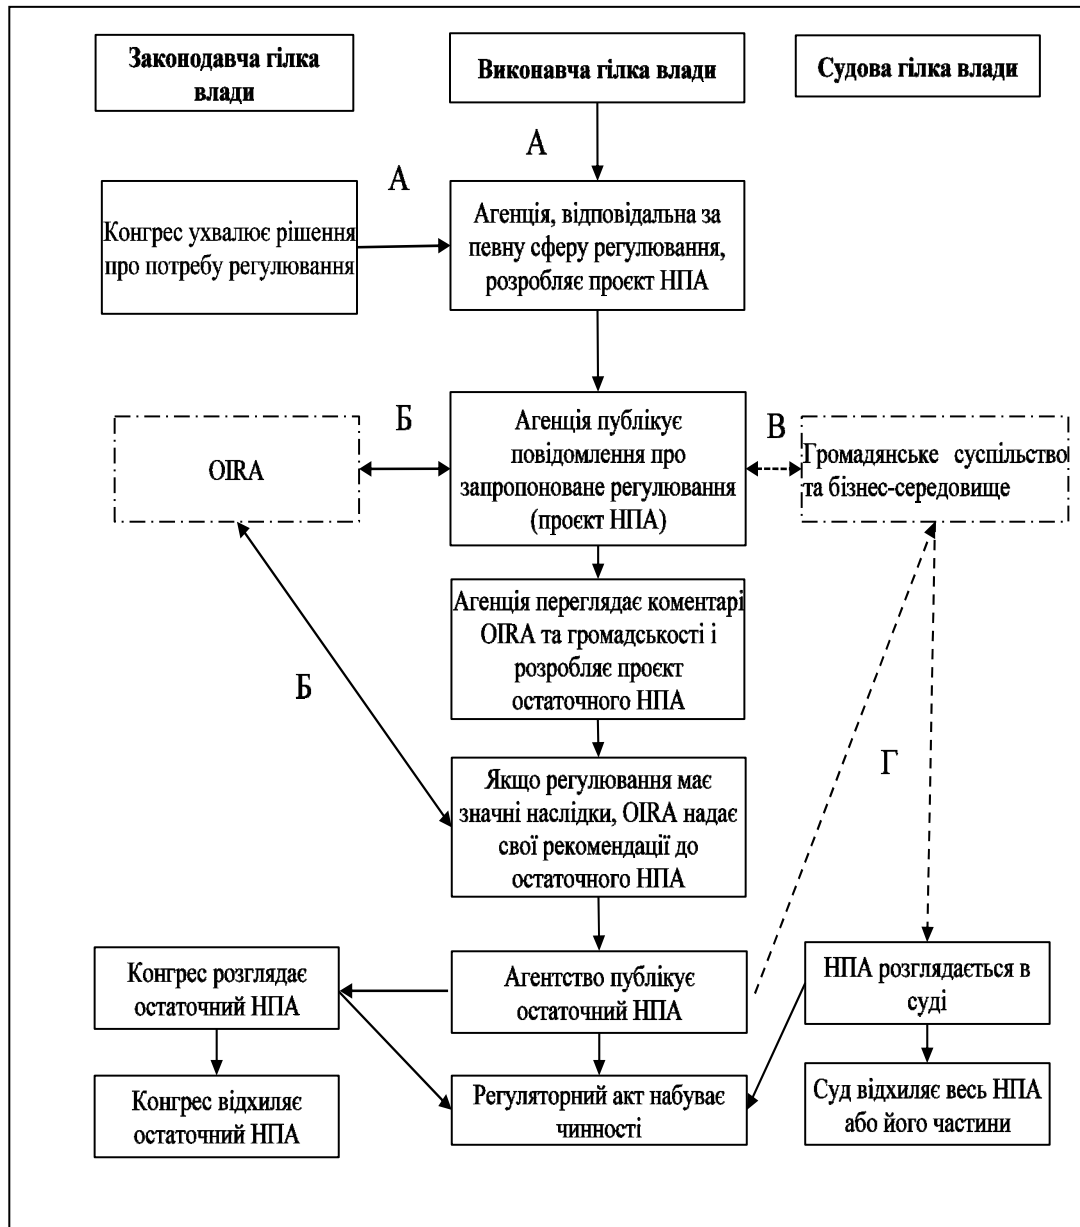 Законодавча гілка
влади
Виконавча гілка влади
Судова гілка влади
А
А
Конгрес ухвалює рішення
про потребу регулювання
Агенція, відповідальна за
певну сферу регулювання,
розробляє проєкт НПА
OIRA
Б
Агенція публікує
повідомлення про
запропоноване регулювання
(проєкт НПА)
В
Громадянське суспільство
та бізнес-середовище
Агенція переглядає коментарі
OIRA та громадськості і
розробляє проєкт
остаточного НПА
Б
Г
Якщо регулювання має
значні наслідки, OIRA надає
свої рекомендації до
остаточного НПА
Конгрес розглядає
остаточний НПА
Агентство публікує
остаточний НПА
НПА розглядається в
суді
Конгрес відхиляє
остаточний НПА
Регуляторний акт набуває
чинності
Суд відхиляє весь НПА
або його частини